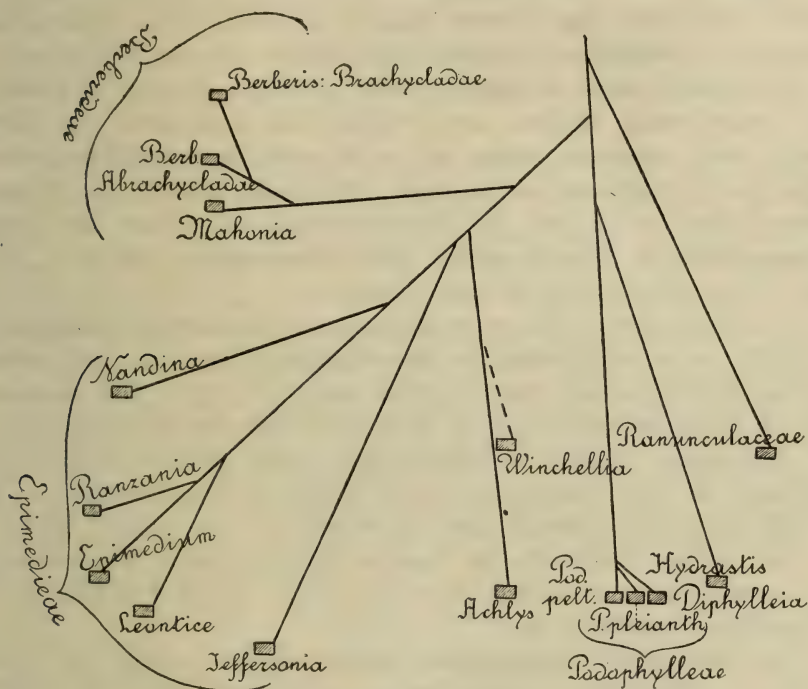 Berberideae
Berberis: Brachycladae
Berb
Abrachycladae
Mahonia
Nandina
Ranzania
Epimedium
Leontice
Jeffersonia
Epimedieae
Winchellia
Achlys
Ranunculaceae
Hydrastis
Diphylleia
Pod.
pelt.
P.pleianth
Podophylleae